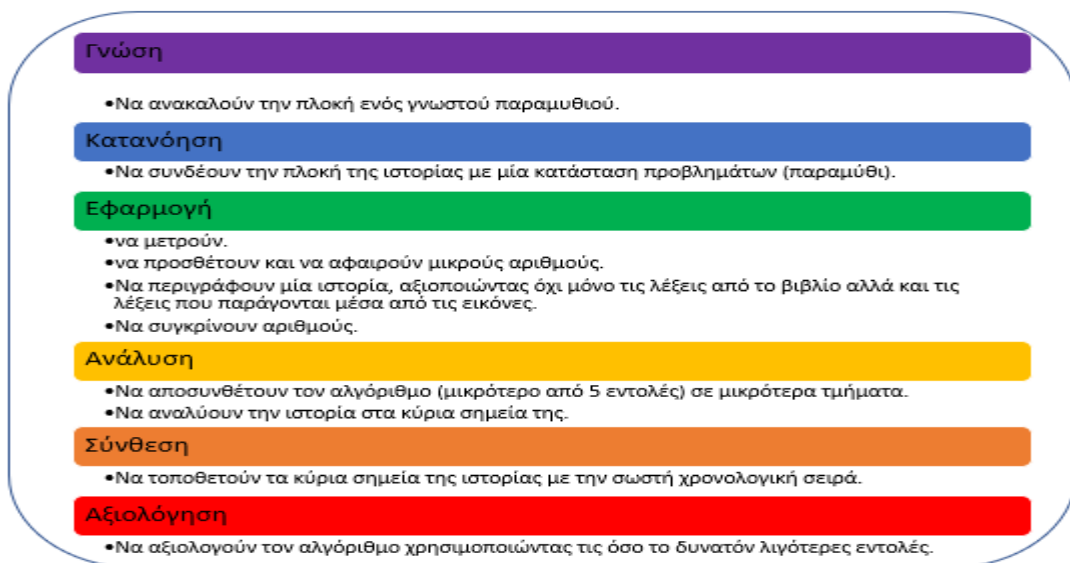 Γνώση
•Να ανακαλούν την πλοκή ενός γνωστού παραμυθιού.
Κατανόηση
•Να συνδέουν την πλοκή της ιστορίας με μία κατάσταση προβλημάτων (παραμύθι).
Εφαρμογή
•να μετρούν.
•να προσθέτουν και να αφαιρούν μικρούς αριθμούς.
•Να περιγράφουν μία ιστορία, αξιοποιώντας όχι μόνο τις λέξεις από το βιβλίο αλλά και τις
λέξεις που παράγονται μέσα από τις εικόνες.
•Να συγκρίνουν αριθμούς.
Ανάλυση
•Να αποσυνθέτουν τον αλγόριθμο (μικρότερο από 5 εντολές) σε μικρότερα τμήματα.
•Να αναλύουν την ιστορία στα κύρια σημεία της.
Σύνθεση
•Να τοποθετούν τα κύρια σημεία της ιστορίας με την σωστή χρονολογική σειρά.
Αξιολόγηση
•Να αξιολογούν τον αλγόριθμο χρησιμοποιώντας τις όσο το δυνατόν λιγότερες εντολές.